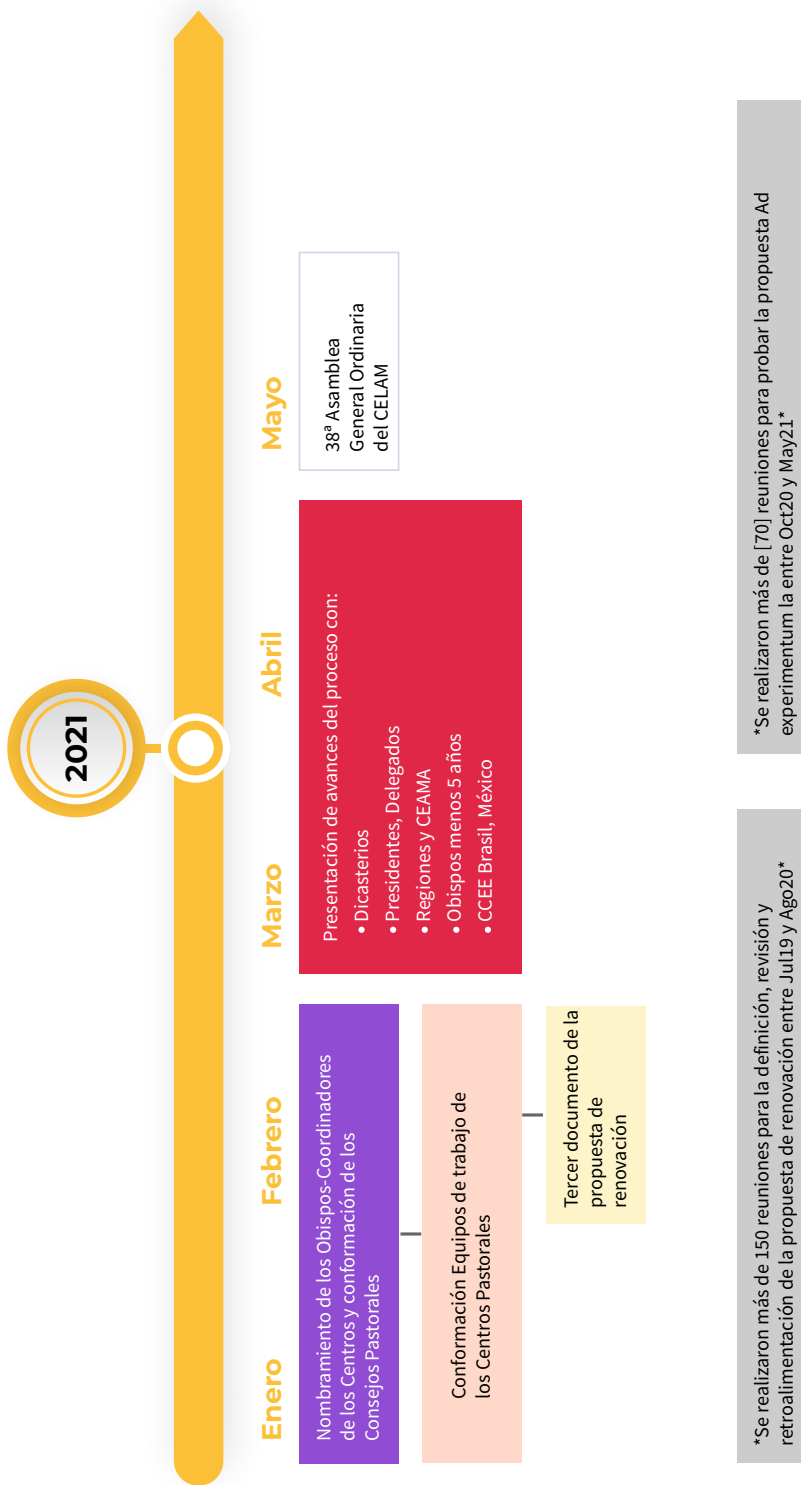 2021
Enero
Febrero
Marzo
Abril
Mayo
Nombramiento de los Obispos-Coordinadores
de los Centros y conformación de los
Consejos Pastorales
Conformación Equipos de trabajo de
los Centros Pastorales
Tercer documento de la
propuesta de
renovación
Presentación de avances del proceso con:
• Dicasterios
• Presidentes, Delegados
• Regiones y CEAMA
• Obispos menos 5 años
• CCEE Brasil, México
38ª Asamblea
General Ordinaria
del CELAM
*Se realizaron más de 150 reuniones para la definición, revisión y
retroalimentación de la propuesta de renovación entre Jul19 y Ago20*
*Se realizaron más de [70] reuniones para probar la propuesta Ad
experimentum la entre Oct20 y May21*